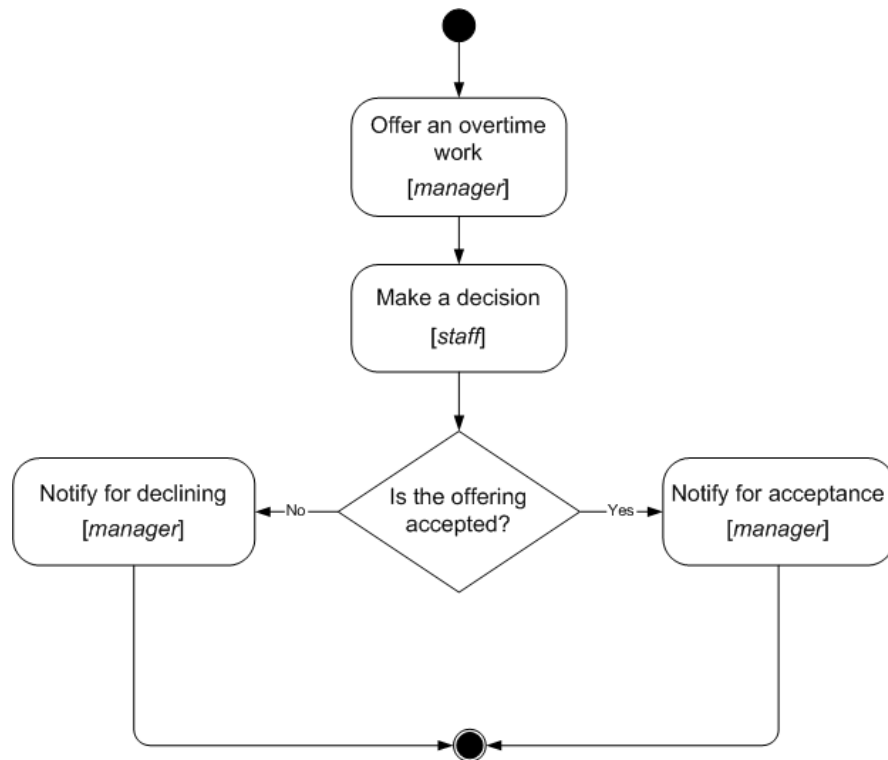 Offer an overtime
work
[manager]
Make a decision
[staff]
Is the offering
accepted?
No
Yes
Notify for declining
[manager]
Notify for acceptance
[manager]